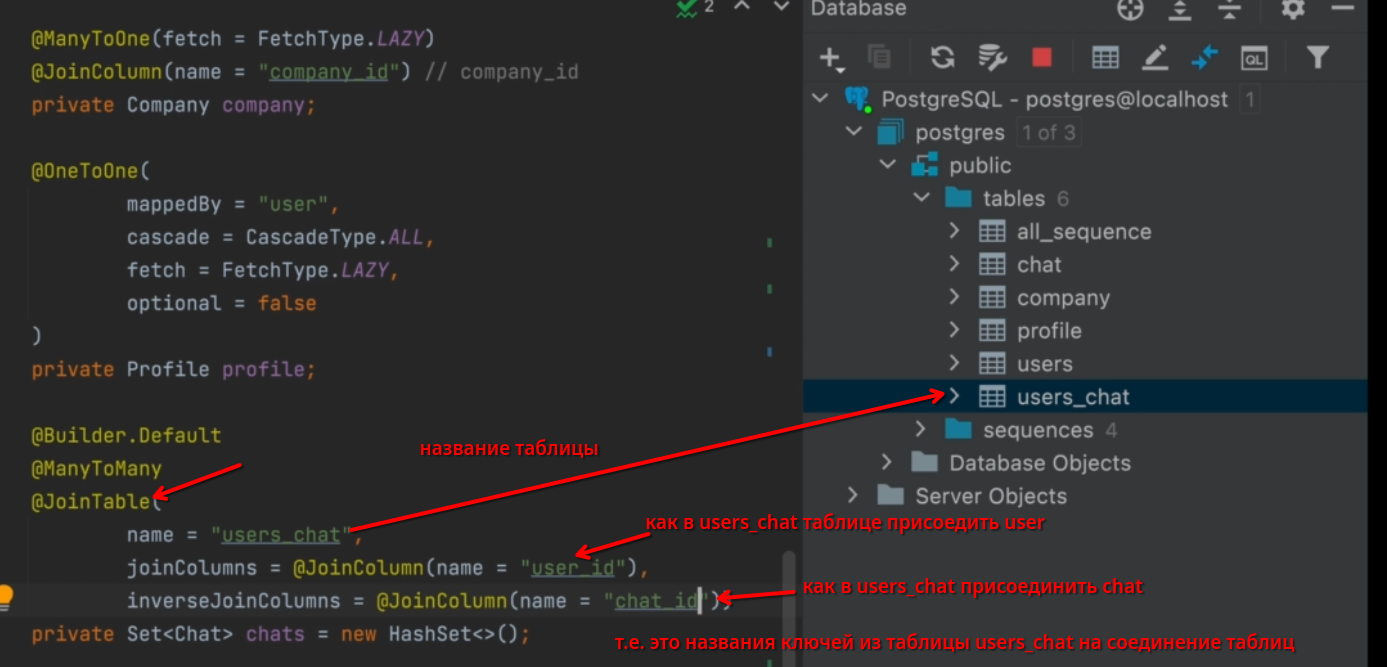 @ManyToOne(fetch = FetchType.LAZY)
@JoinColumn(name = "company_id") // company_id
private Company company;
@OneToOne(
mappedBy = "user",
cascade = CascadeType.ALL,
fetch = FetchType.LAZY,
optional = false
)
private Profile profile;
@Builder.Default
@ManyToMany
@JoinTable(
name = "users_chat",
joinColumns = @JoinColumn(name = "user_id"),
inverseJoinColumns = @JoinColumn(name = "chat_id"))
private Set<Chat> chats = new HashSet<>();
2
название таблицы
как в users_chat таблице присоедить user
как в users_chat присоединить chat
т.е. это названия ключей из таблицы users_chat на соединение таблиц
Database
QL
PostgreSQL - postgres@localhost 1
postgres 1 of 3
public
tables 6
all_sequence
chat
company
profile
users
users_chat
sequences 4
Database Objects
Server Objects